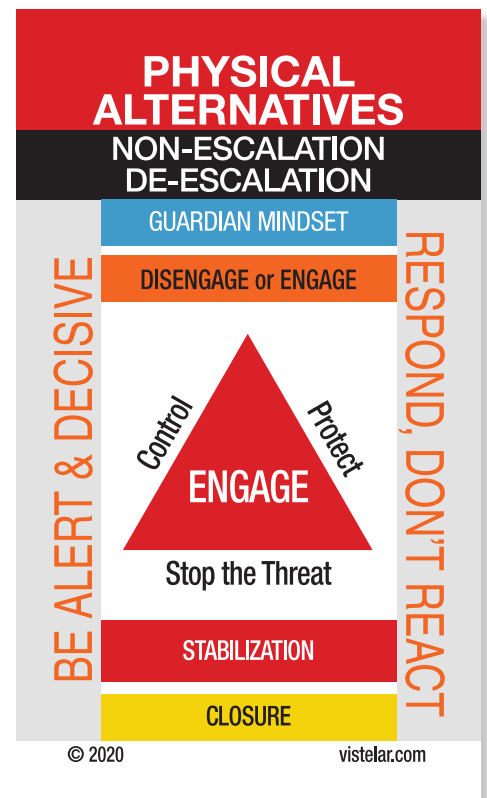 PHYSICAL
ALTERNATIVES
NON-ESCALATION
DE-ESCALATION
GUARDIAN MINDSET
DISENGAGE or ENGAGE
BE ALERT & DECISIVE
RESPOND, DON'T REACT
Control
Protect
ENGAGE
Stop the Threat
STABILIZATION
CLOSURE
© 2020
vistelar.com